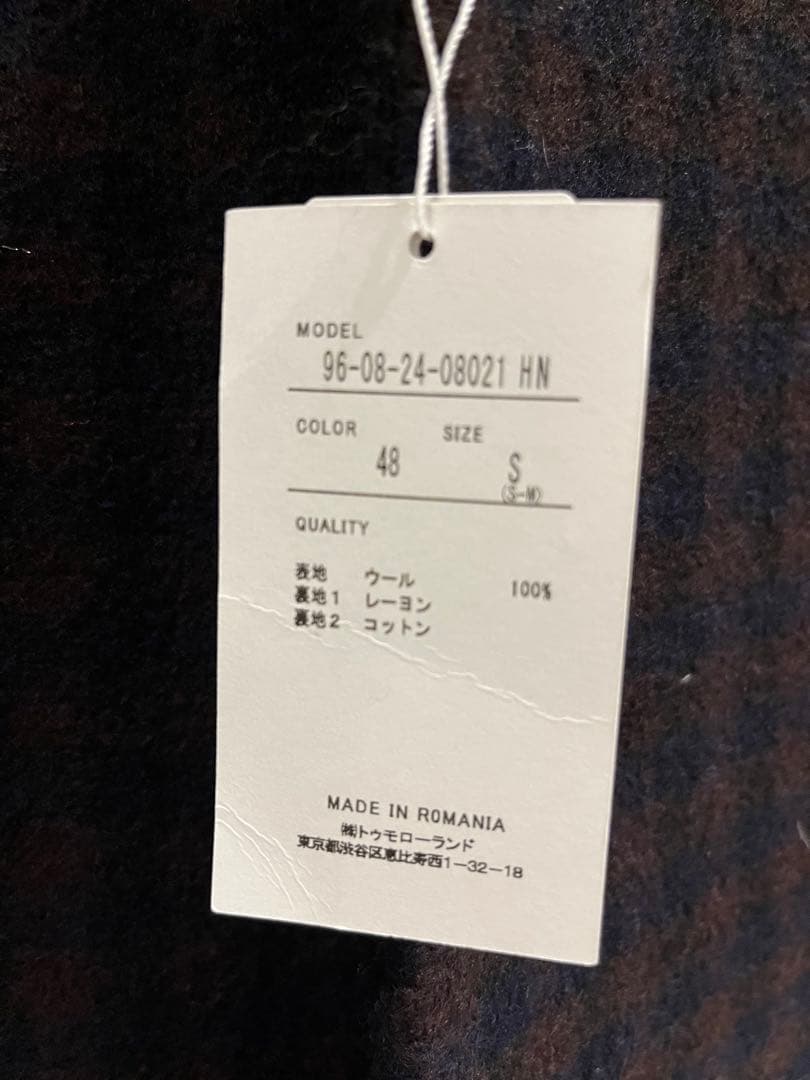 MODEL
96-08-24-08021 HN
COLOR SIZE
48 S
(S-M)
QUALITY
表地 ウール 100%
裏地1 レーヨン
裏地2 コットン
MADE IN ROMANIA
㈱トゥモローランド
東京都渋谷区恵比寿西1-32-18